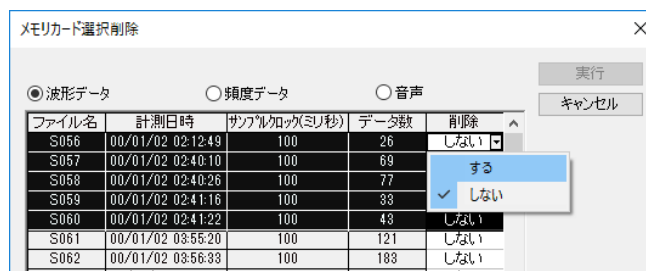 メモリカード選択削除
実行
波形データ 頻度データ 音声
キャンセル
ファイル名 計測日時 サンプルクロック(ミリ秒) データ数 削除
S056 00/01/02 02:12:49 100 26 しない
S057 00/01/02 02:40:10 100 69
する
S058 00/01/02 02:40:26 100 77
S059 00/01/02 02:41:16 100 33
しない
S060 00/01/02 02:41:22 100 43 しない
S061 00/01/02 03:55:20 100 121 しない
S062 00/01/02 03:56:33 100 183 しない